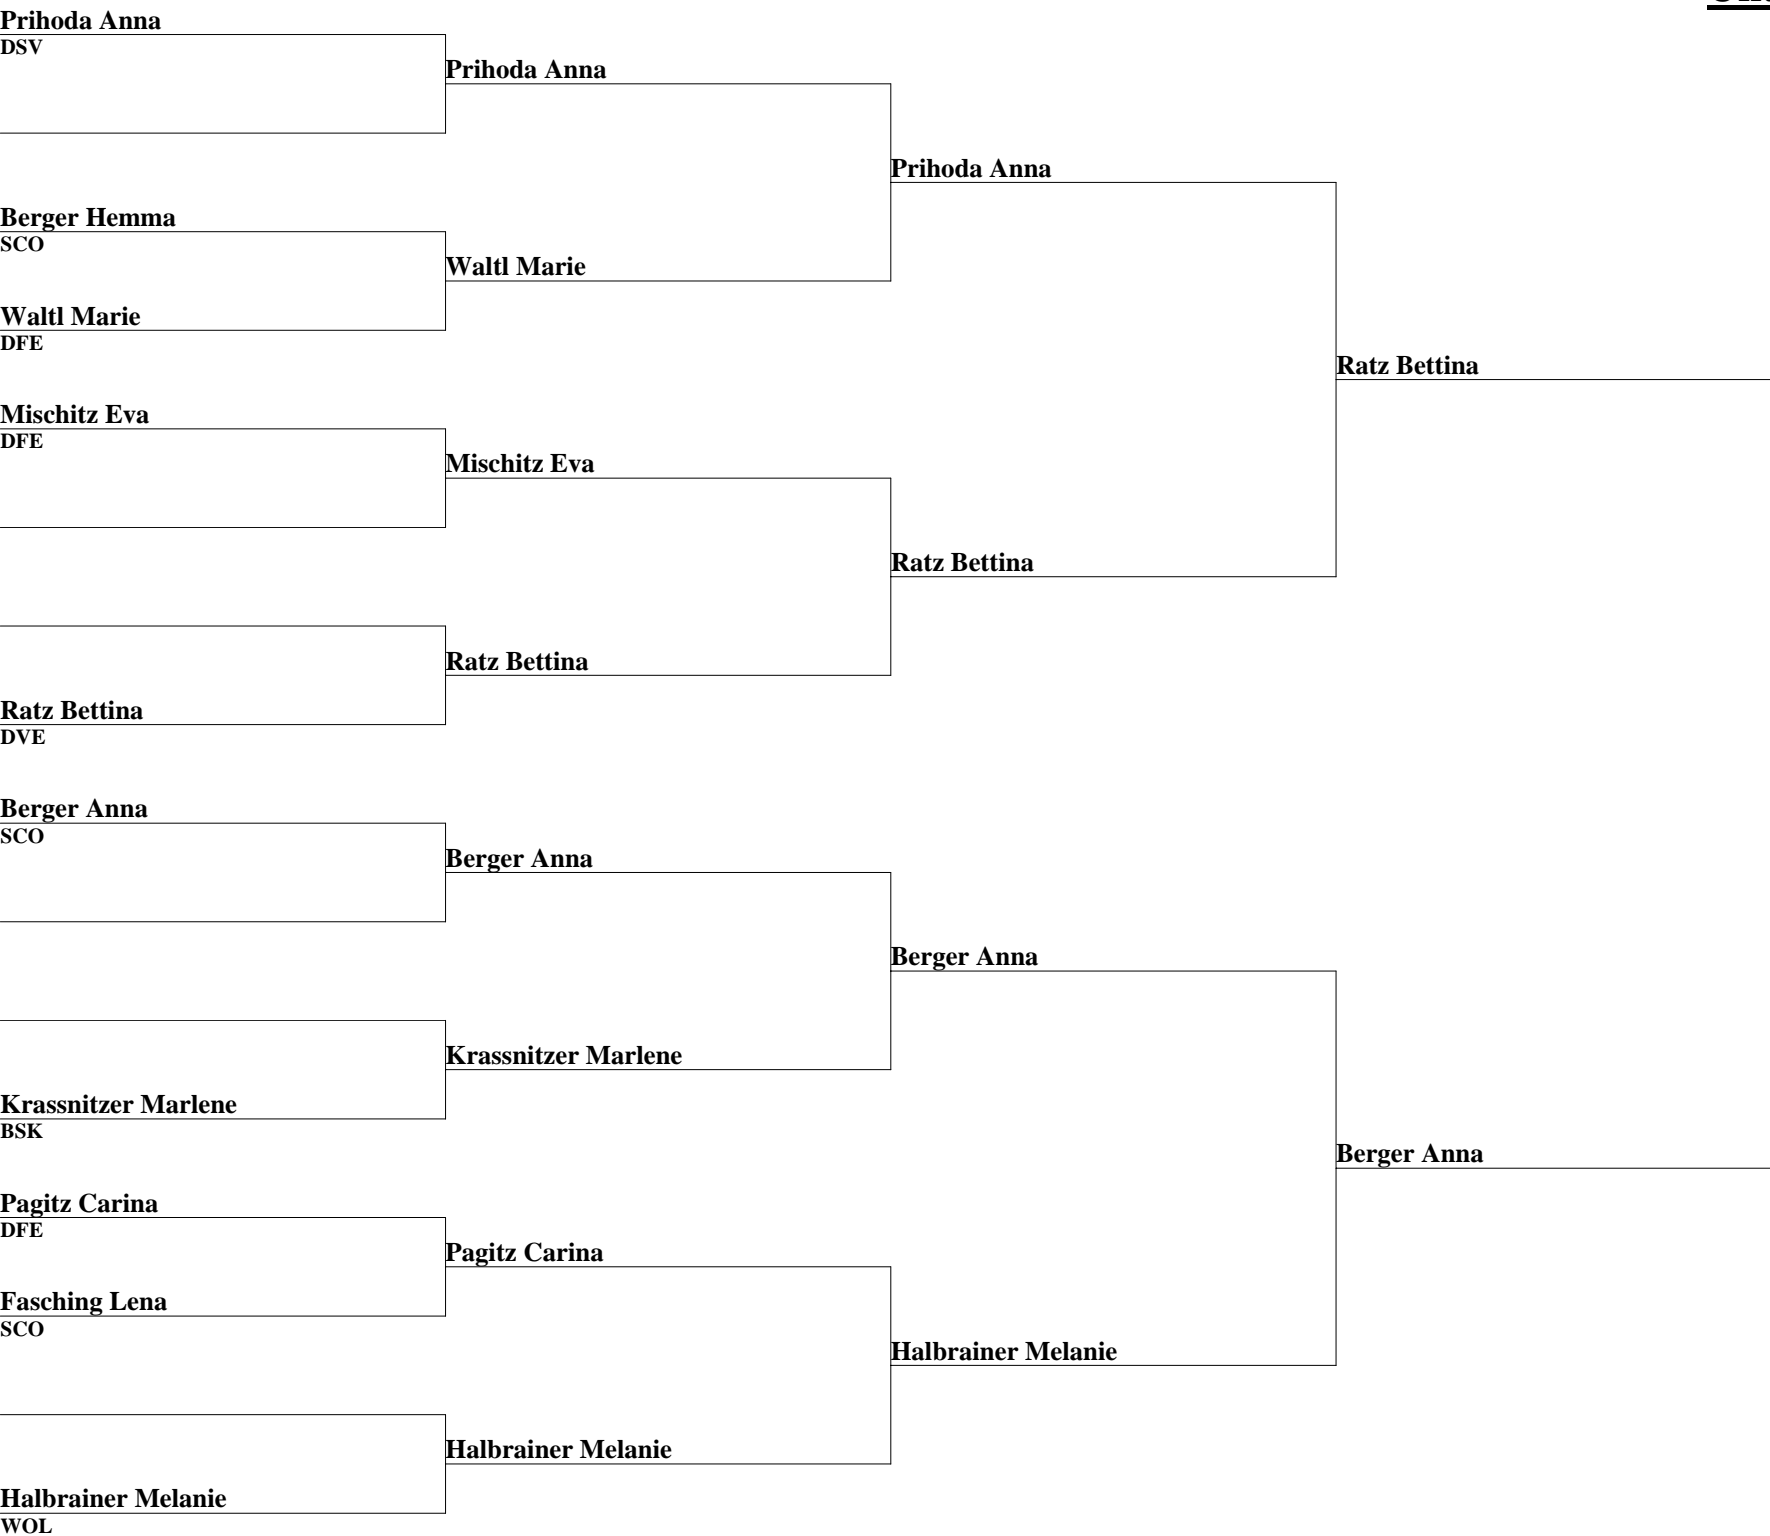 Prihoda Anna
DSV
Prihoda Anna
Prihoda Anna
Berger Hemma
SCO
Waltl Marie
Waltl Marie
DFE
Ratz Bettina
Mischitz Eva
DFE
Mischitz Eva
Ratz Bettina
Ratz Bettina
Ratz Bettina
DVE
Berger Anna
SCO
Berger Anna
Berger Anna
Krassnitzer Marlene
Krassnitzer Marlene
BSK
Berger Anna
Pagitz Carina
DFE
Pagitz Carina
Fasching Lena
SCO
Halbrainer Melanie
Halbrainer Melanie
Halbrainer Melanie
WOL